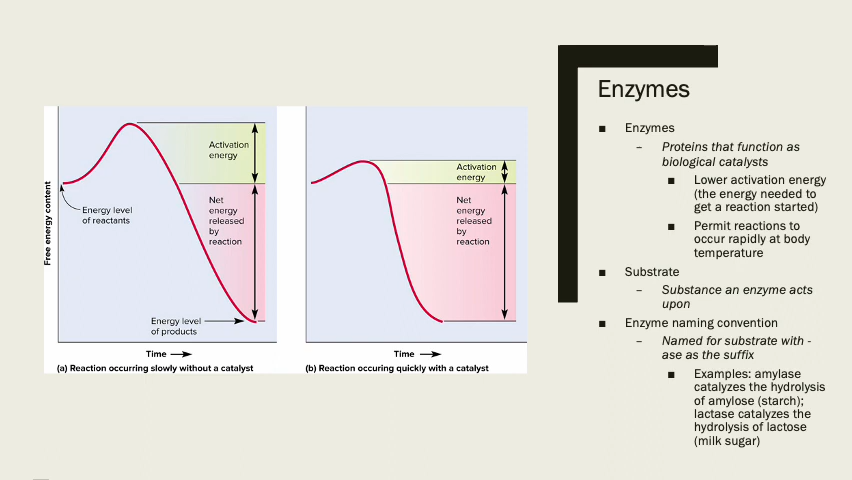 Enzymes
■ Enzymes
– Proteins that function as
biological catalysts
■ Lower activation energy
(the energy needed to
get a reaction started)
■ Permit reactions to
occur rapidly at body
temperature
■ Substrate
– Substance an enzyme acts
upon
■ Enzyme naming convention
– Named for substrate with -
ase as the suffix
■ Examples: amylase
catalyzes the hydrolysis
of amylose (starch);
lactase catalyzes the
hydrolysis of lactose
(milk sugar)
Free energy content
Activation
energy
Net
energy
released
by
reaction
Energy level
of reactants
Energy level
of products
Time
(a) Reaction occurring slowly without a catalyst
Activation
energy
Net
energy
released
by
reaction
Time
(b) Reaction occuring quickly with a catalyst